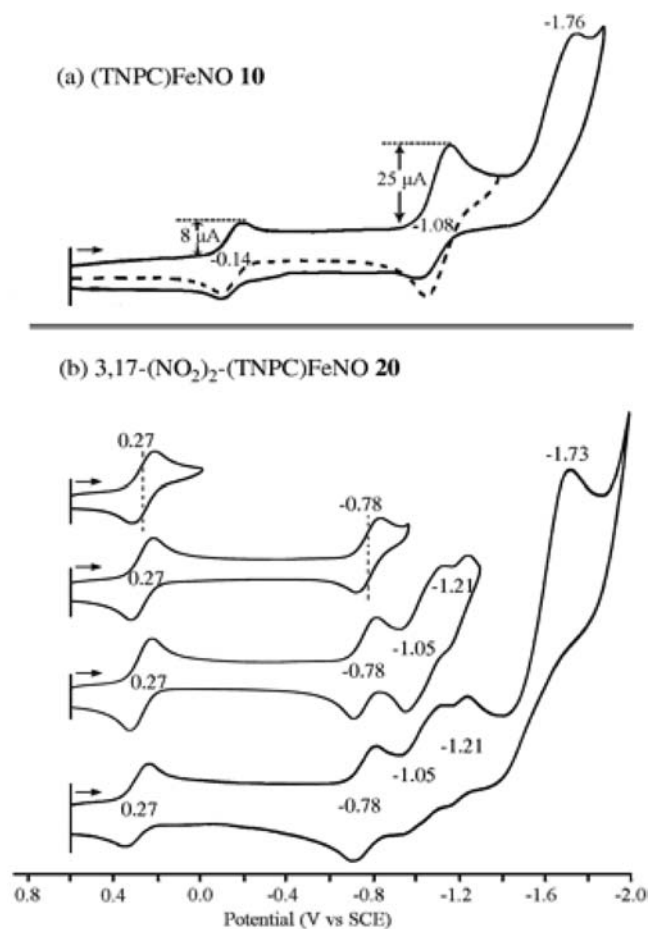 (a) (TNPC)FeNO 10
-1.76
25 μA
-1.08
8 μA
-0.14
(b) 3,17-(NO₂)₂-(TNPC)FeNO 20
0.27
-1.73
-0.78
0.27
-1.21
-1.05
-0.78
0.27
-1.21
-1.05
-0.78
0.27
0.8 0.4 0.0 -0.4 -0.8 -1.2 -1.6 -2.0
Potential (V vs SCE)